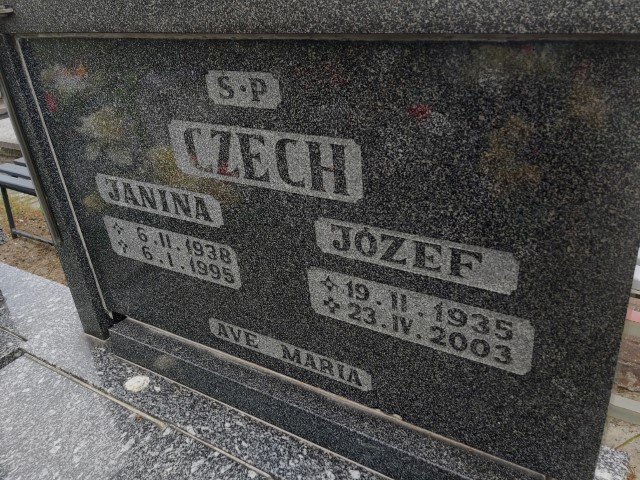 S·P
CZECH
JANINA
6.II.1938
6.I.1995
JÓZEF
19.II.1935
23.IV.2003
AVE MARIA